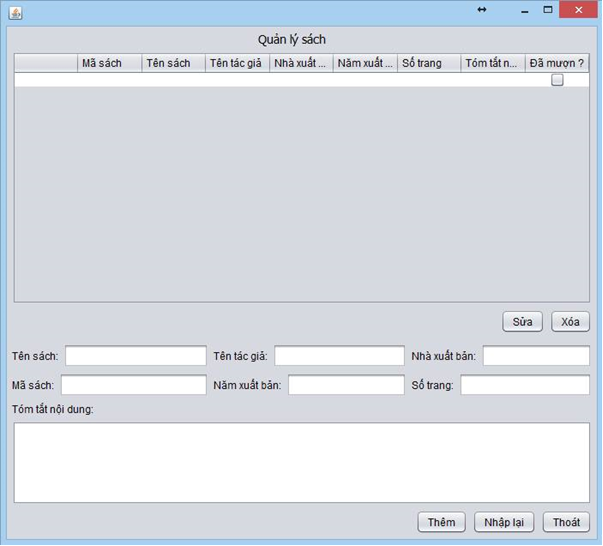 Quản lý sách
Mã sách Tên sách Tên tác giả Nhà xuất ... Năm xuất ... Số trang Tóm tắt n... Đã mượn ?
Sửa Xóa
Tên sách: Tên tác giả: Nhà xuất bản:
Mã sách: Năm xuất bản: Số trang:
Tóm tắt nội dung:
Thêm Nhập lại Thoát